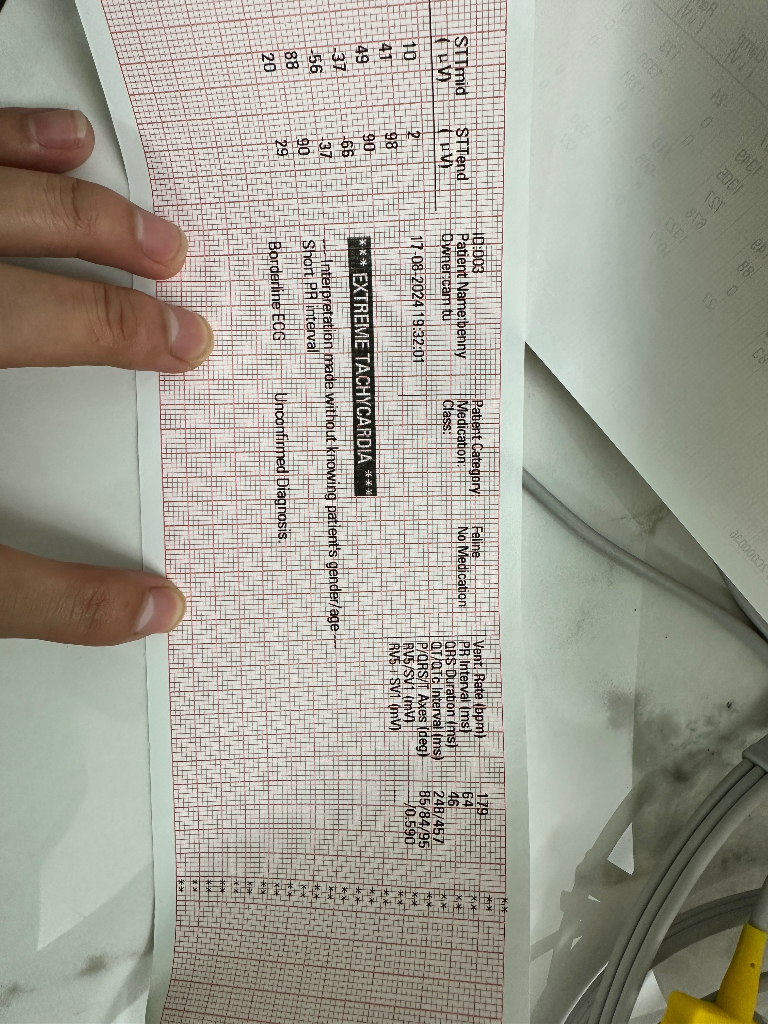 STTmid STTend
(μV) (μV)
10 2
41 98
49 90
-37 -66
-56 -37
88 90
20 29
ID:003 Patient Category Feline Vent. Rate (bpm) 179
Patient Name:benny Medication: No Medication PR Interval (ms) 64
Owner:cam tu Class: QRS Duration (ms) 46
QT/QTc Interval (ms) 248/457
P/QRS/T Axes (deg) 85/84/95
17-08-2024 19:32:01 RV5/SV1 (mV) /0.590
RV5+SV1 (mV)
*** EXTREME TACHYCARDIA ***
--- Interpretation made without knowing patient's gender/age ---
Short PR interval
Borderline ECG Unconfirmed Diagnosis.